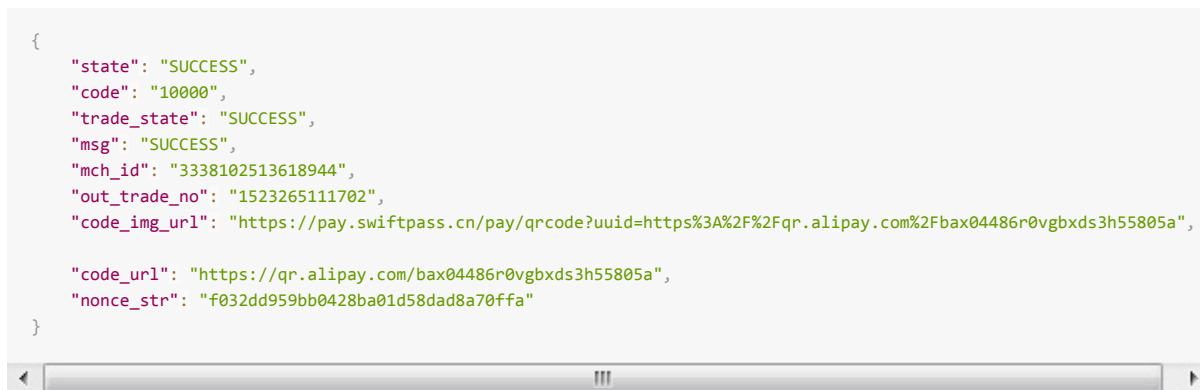 {
"state": "SUCCESS",
"code": "10000",
"trade_state": "SUCCESS",
"msg": "SUCCESS",
"mch_id": "3338102513618944",
"out_trade_no": "1523265111702",
"code_img_url": "https://pay.swiftpass.cn/pay/qrcode?uuid=https%3A%2F%2Fqr.alipay.com%2Fbax04486r0vgbxds3h55805a",
"code_url": "https://qr.alipay.com/bax04486r0vgbxds3h55805a",
"nonce_str": "f032dd959bb0428ba01d58dad8a70ffa"
}